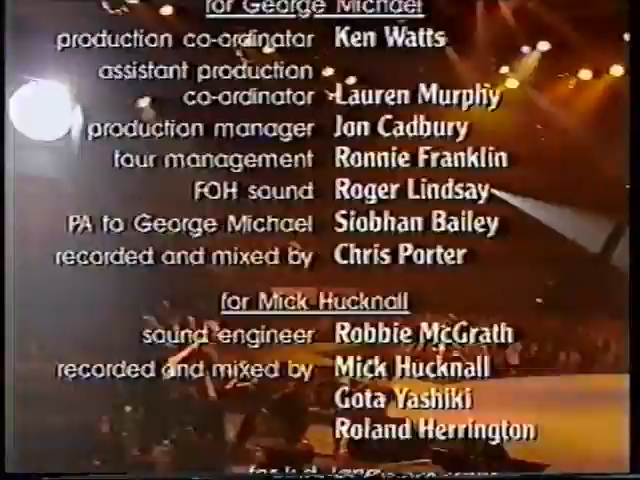 for George Michael
production co-ordinator Ken Watts
assistant production
co-ordinator Lauren Murphy
production manager Jon Cadbury
tour management Ronnie Franklin
FOH sound Roger Lindsay
PA to George Michael Siobhan Bailey
recorded and mixed by Chris Porter
for Mick Hucknall
sound engineer Robbie McGrath
recorded and mixed by Mick Hucknall
Gota Yashiki
Roland Herrington
for k.d. lang